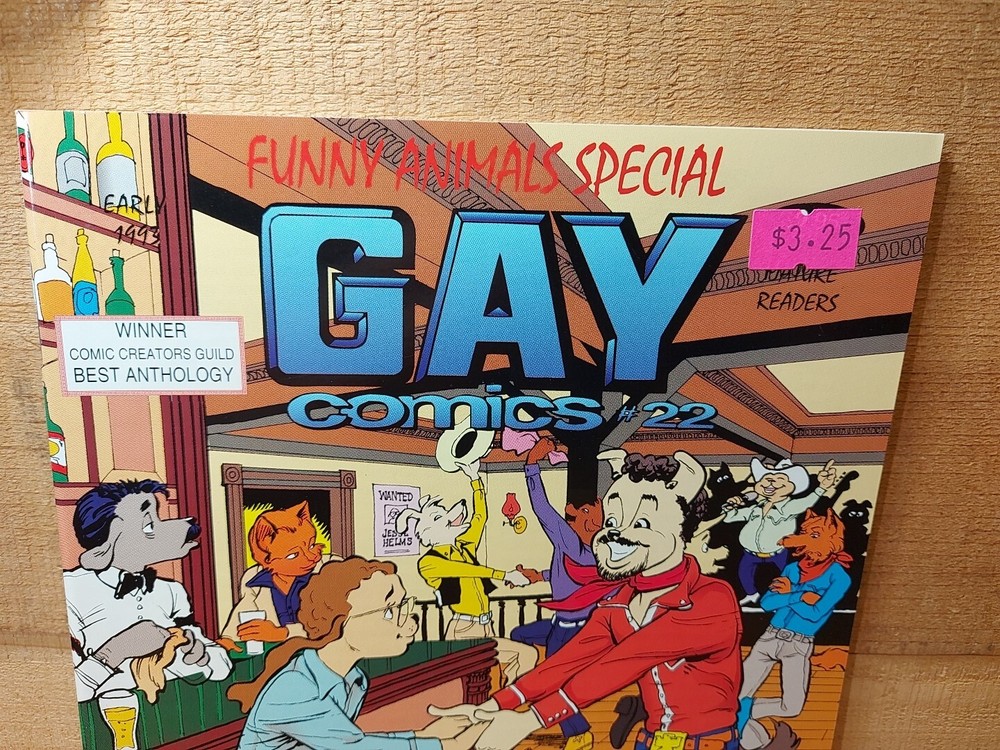 FUNNY ANIMALS SPECIAL
EARLY
1993
GAY
$3.25
MATURE
READERS
WINNER
COMIC CREATORS GUILD
BEST ANTHOLOGY
comics #22
WANTED
JESSE
HELMS